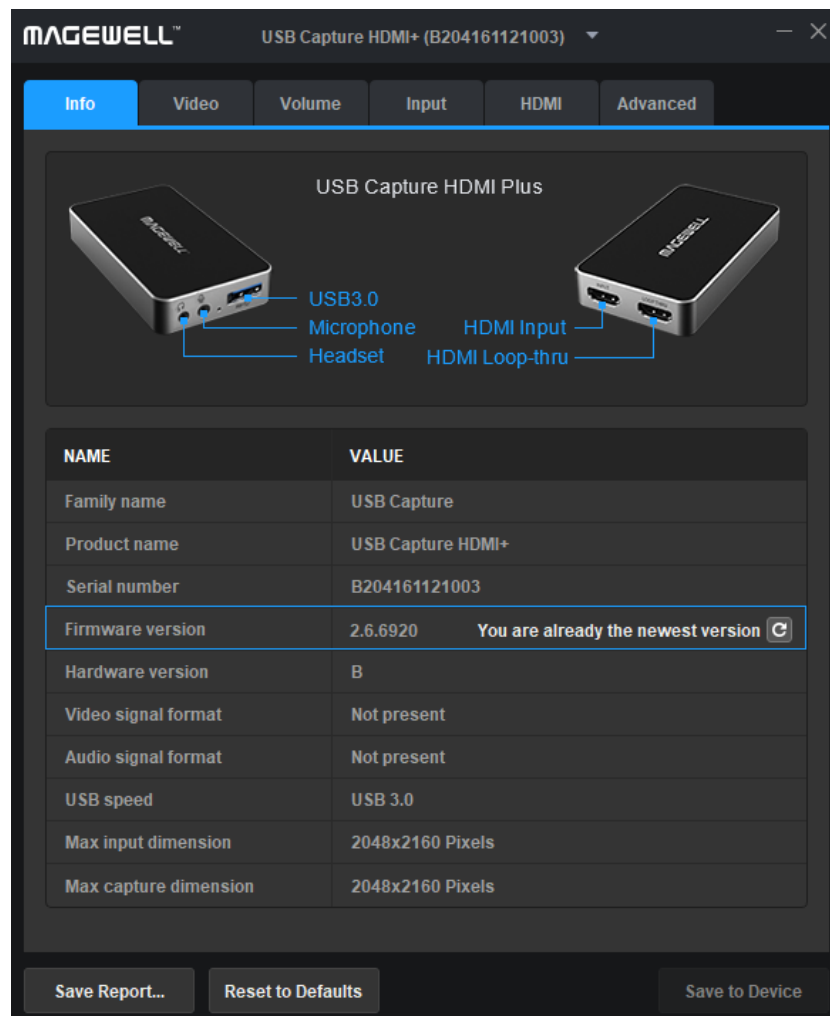 MAGEWELL™ USB Capture HDMI+ (B204161121003)
Info Video Volume Input HDMI Advanced
USB Capture HDMI Plus
MAGEWELL
MAGEWELL
USB3.0
Microphone HDMI Input
Headset HDMI Loop-thru
NAME VALUE
Family name USB Capture
Product name USB Capture HDMI+
Serial number B204161121003
Firmware version 2.6.6920 You are already the newest version
Hardware version B
Video signal format Not present
Audio signal format Not present
USB speed USB 3.0
Max input dimension 2048x2160 Pixels
Max capture dimension 2048x2160 Pixels
Save Report... Reset to Defaults Save to Device